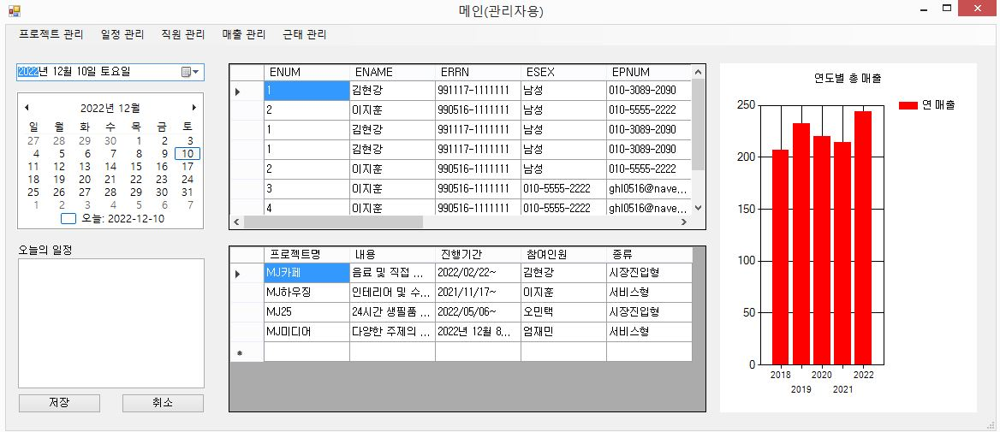 메인(관리자용)
프로젝트 관리 일정 관리 직원 관리 매출 관리 근태 관리
2022년 12월 10일 토요일
2022년 12월
일 월 화 수 목 금 토
27 28 29 30 1 2 3
4 5 6 7 8 9 10
11 12 13 14 15 16 17
18 19 20 21 22 23 24
25 26 27 28 29 30 31
1 2 3 4 5 6 7
오늘: 2022-12-10
오늘의 일정
저장 취소
ENUM ENAME ERRN ESEX EPNUM
1 김현강 991117-1111111 남성 010-3089-2090
2 이지훈 990516-1111111 남성 010-5555-2222
1 김현강 991117-1111111 남성 010-3089-2090
1 김현강 991117-1111111 남성 010-3089-2090
2 이지훈 990516-1111111 남성 010-5555-2222
3 이지훈 990516-1111111 010-5555-2222 ghl0516@nave...
4 이지훈 990516-1111111 010-5555-2222 ghl0516@nave...
프로젝트명 내용 진행기간 참여인원 종류
MJ카페 음료 및 직접 ... 2022/02/22~ 김현강 시장진입형
MJ하우징 인테리어 및 수... 2021/11/17~ 이지훈 서비스형
MJ25 24시간 생필품 ... 2022/05/06~ 오민택 시장진입형
MJ미디어 다양한 주제의 ... 2022년 12월 8... 엄재민 서비스형
연도별 총 매출
연 매출
250
200
150
100
50
0
2018 2020 2022
2019 2021